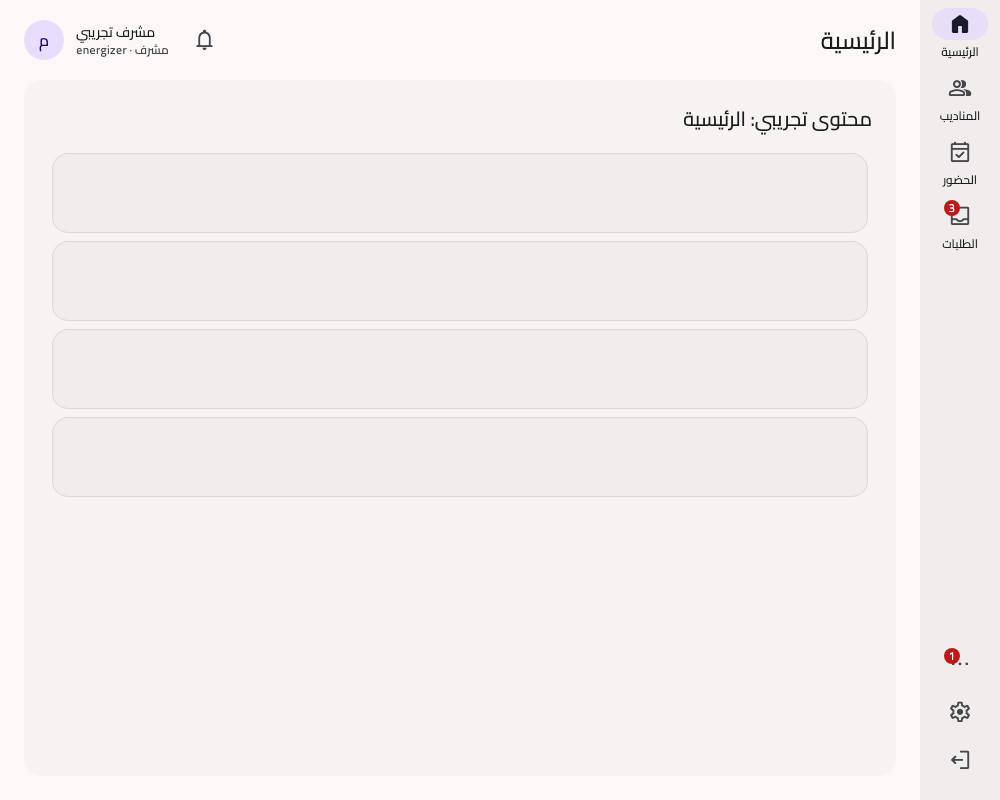 الرئيسية
مشرف تجريبي
مشرف · energizer
م
محتوى تجريبي: الرئيسية
الرئيسية
المناديب
الحضور
3
الطلبات
1